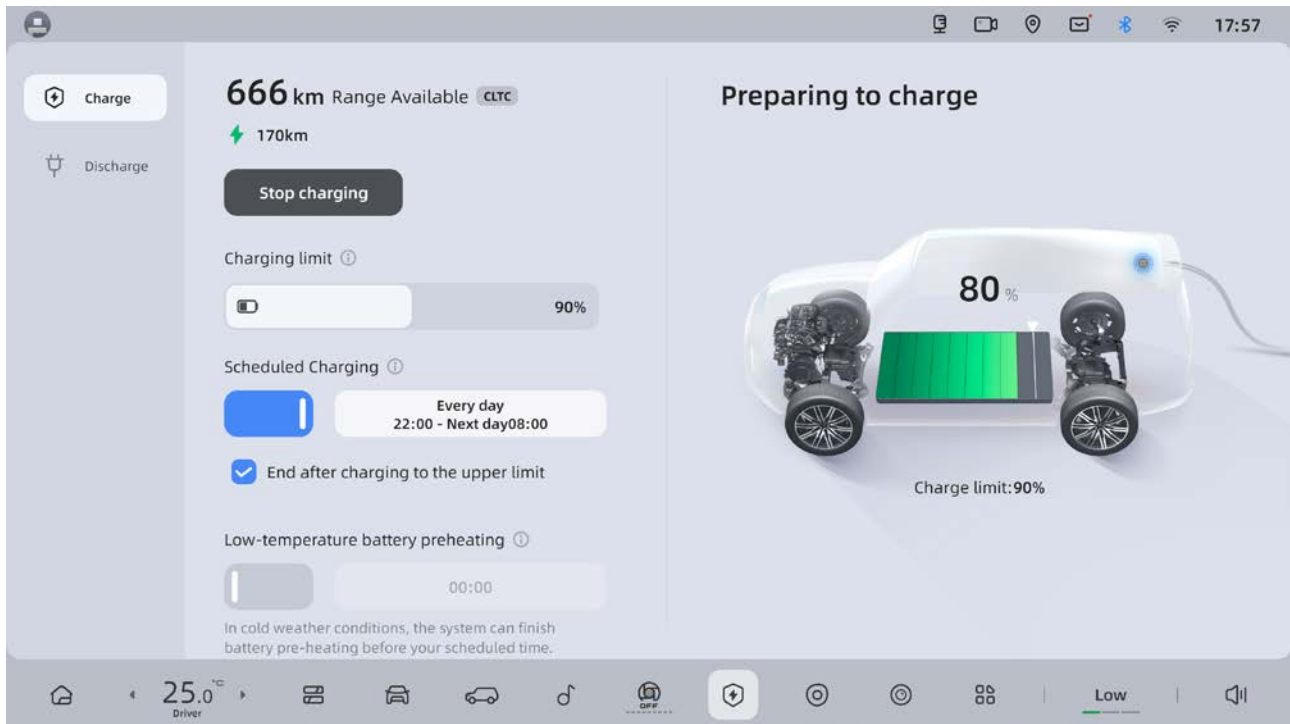 17:57
Charge
Discharge
666 km Range Available CLTC
170km
Stop charging
Charging limit
90%
Scheduled Charging
Every day
22:00 - Next day08:00
End after charging to the upper limit
Low-temperature battery preheating
00:00
In cold weather conditions, the system can finish
battery pre-heating before your scheduled time.
Preparing to charge
80 %
Charge limit:90%
25.0°C
Driver
OFF
Low